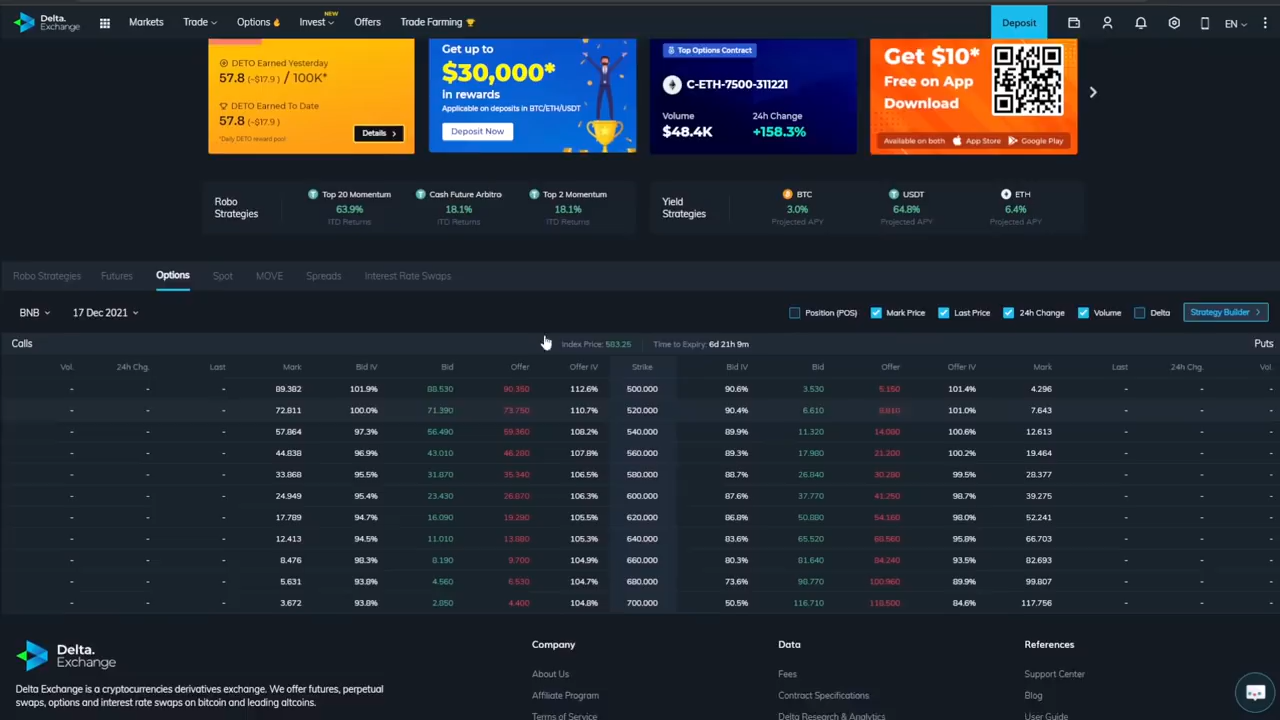 Delta. Exchange Markets Trade Options Invest NEW Offers Trade Farming Deposit EN
DETO Earned Yesterday
57.8 (~$17.9) / 100K*
DETO Earned To Date
57.8 (~$17.9)
*Daily DETO reward pool
Details
Get up to
$30,000*
in rewards
Applicable on deposits in BTC/ETH/USDT
Deposit Now
Top Options Contract
C-ETH-7500-311221
Volume 24h Change
$48.4K +158.3%
Get $10*
Free on App
Download
Available on both App Store Google Play
Robo Strategies
Top 20 Momentum Cash Future Arbitra Top 2 Momentum
63.9% 18.1% 18.1%
ITD Returns ITD Returns ITD Returns
Yield Strategies
BTC USDT ETH
3.0% 64.8% 6.4%
Projected APY Projected APY Projected APY
Robo Strategies Futures Options Spot MOVE Spreads Interest Rate Swaps
BNB 17 Dec 2021 Position (POS) Mark Price Last Price 24h Change Volume Delta Strategy Builder
Calls Index Price: 583.25 Time to Expiry: 6d 21h 9m Puts
Vol. 24h Chg. Last Mark Bid IV Bid Offer Offer IV Strike Bid IV Bid Offer Offer IV Mark Last 24h Chg. Vol.
- - - 89.382 101.9% 88.530 90.350 112.6% 500.000 90.6% 3.530 5.150 101.4% 4.296 - - -
- - - 72.811 100.0% 71.390 73.750 110.7% 520.000 90.4% 6.610 101.0% 7.643 - - -
- - - 57.864 97.3% 56.490 59.360 108.2% 540.000 89.9% 11.320 14.080 100.6% 12.613 - - -
- - - 44.838 96.9% 43.010 46.280 107.8% 560.000 89.3% 17.980 21.200 100.2% 19.464 - - -
- - - 33.868 95.5% 31.870 35.340 106.5% 580.000 88.7% 26.840 30.280 99.5% 28.377 - - -
- - - 24.949 95.4% 23.430 26.870 106.3% 600.000 87.6% 37.770 41.250 98.7% 39.275 - - -
- - - 17.789 94.7% 16.090 19.290 105.5% 620.000 86.8% 50.880 54.160 98.0% 52.241 - - -
- - - 12.413 94.5% 11.010 13.880 105.3% 640.000 83.6% 65.520 68.560 95.8% 66.703 - - -
- - - 8.476 98.3% 8.190 9.700 104.9% 660.000 80.3% 81.640 84.240 93.5% 82.693 - - -
- - - 5.631 93.8% 4.560 6.530 104.7% 680.000 73.6% 98.770 100.960 89.9% 99.807 - - -
- - - 3.672 93.8% 2.850 4.400 104.8% 700.000 50.5% 116.710 118.500 84.6% 117.756 - - -
Delta. Exchange
Delta Exchange is a cryptocurrencies derivatives exchange. We offer futures, perpetual
swaps, options and interest rate swaps on bitcoin and leading altcoins.
Company
About Us
Affiliate Program
Terms of Service
Data
Fees
Contract Specifications
Delta Research & Analytics
References
Support Center
Blog
User Guide